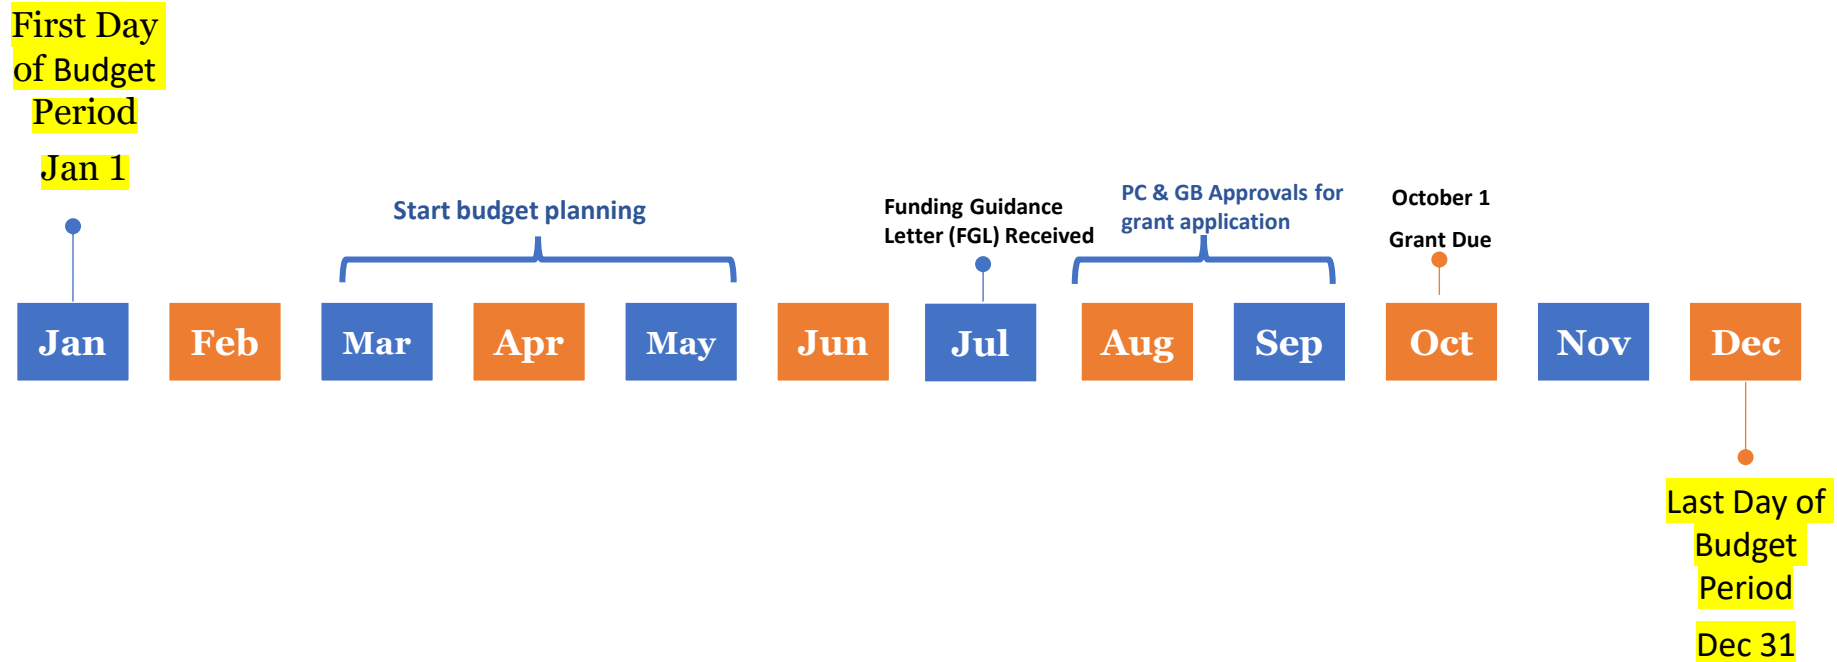 First Day
of Budget
Period
Jan 1
Start budget planning
Funding Guidance
Letter (FGL) Received
PC & GB Approvals for
grant application
October 1
Grant Due
Jan
Feb
Mar
Apr
May
Jun
Jul
Aug
Sep
Oct
Nov
Dec
Last Day of
Budget
Period
Dec 31